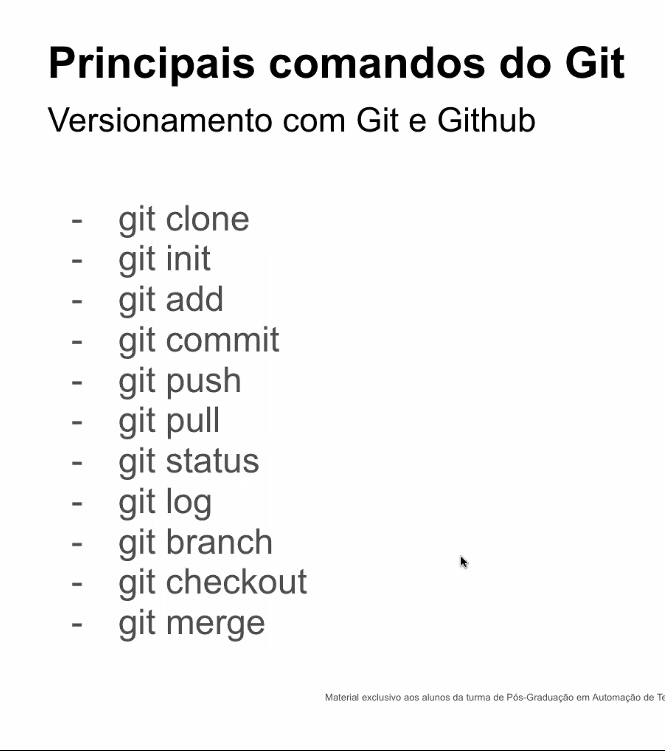 Principais comandos do Git
Versionamento com Git e Github
- git clone
- git init
- git add
- git commit
- git push
- git pull
- git status
- git log
- git branch
- git checkout
- git merge
Material exclusivo aos alunos da turma de Pós-Graduação em Automação de